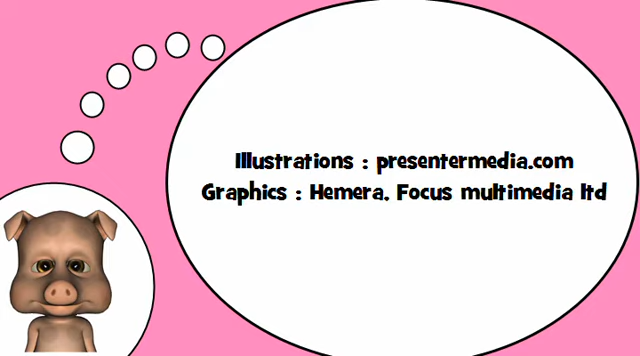 Illustrations : presentermedia.com
Graphics : Hemera. Focus multimedia ltd